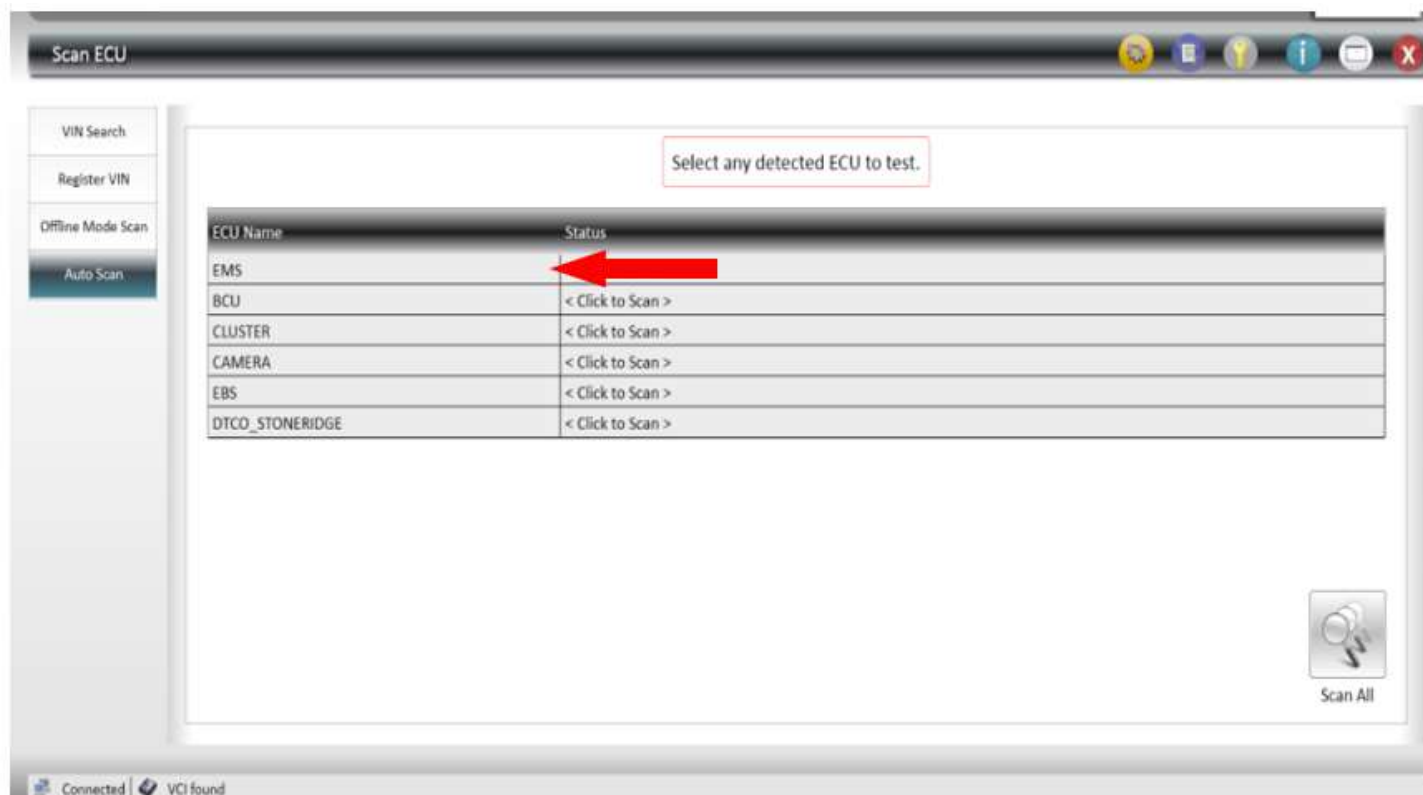 Scan ECU
VIN Search
Register VIN
Offline Mode Scan
Auto Scan
Select any detected ECU to test.
ECU Name Status
EMS
BCU < Click to Scan >
CLUSTER < Click to Scan >
CAMERA < Click to Scan >
EBS < Click to Scan >
DTCO_STONERIDGE < Click to Scan >
Scan All
Connected VCI found